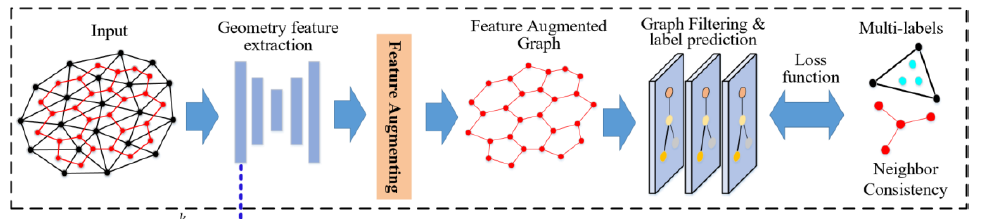 Input
Geometry feature
extraction
Feature Augmenting
Feature Augmented
Graph
Graph Filtering &
label prediction
Loss
function
Multi-labels
Neighbor
Consistency
k